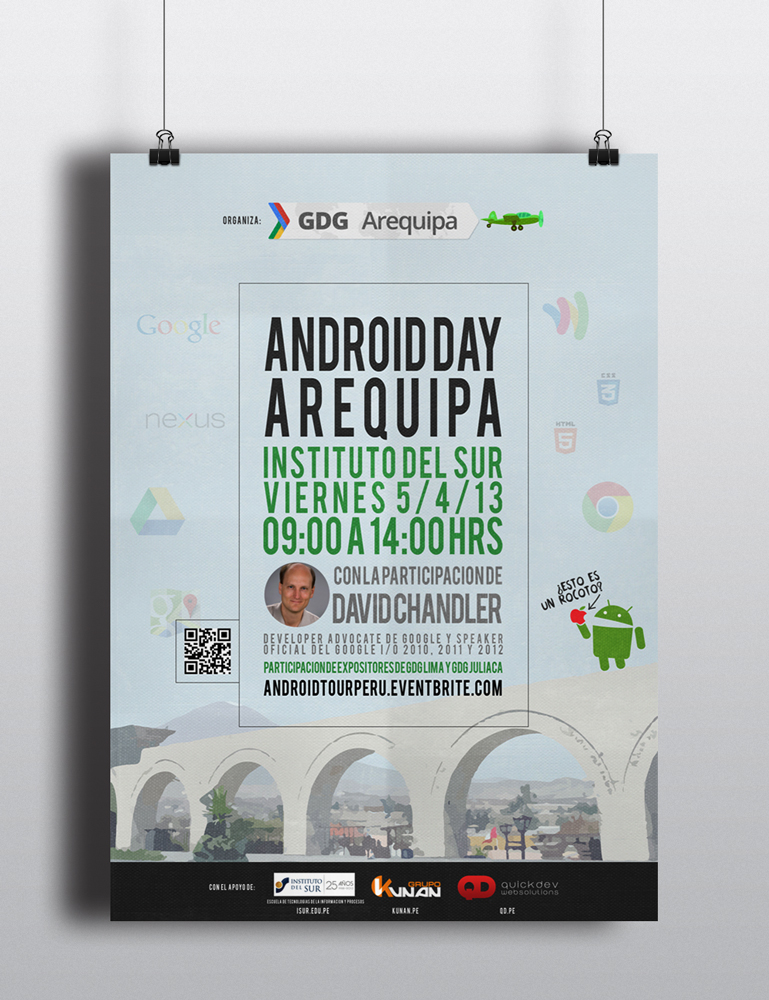 ORGANIZA:
GDG Arequipa
Google
nexus
CSS
3
HTML
5
ANDROID DAY
AREQUIPA
INSTITUTO DEL SUR
VIERNES 5/4/13
09:00 A 14:00 HRS
CON LA PARTICIPACION DE
DAVID CHANDLER
DEVELOPER ADVOCATE DE GOOGLE Y SPEAKER
OFICIAL DEL GOOGLE I/O 2010, 2011 Y 2012
PARTICIPACION DE EXPOSITORES DE GDG LIMA Y GDG JULIACA
ANDROIDTOURPERU.EVENTBRITE.COM
¿ESTO ES
UN ROCOTO?
g
CON EL APOYO DE:
INSTITUTO
DEL SUR
25 AÑOS
ESCUELA DE TECNOLOGIAS DE LA INFORMACION Y PROCESOS
ISUR.EDU.PE
GRUPO
KUNAN
KUNAN.PE
QD
quickdev
websolutions
QD.PE